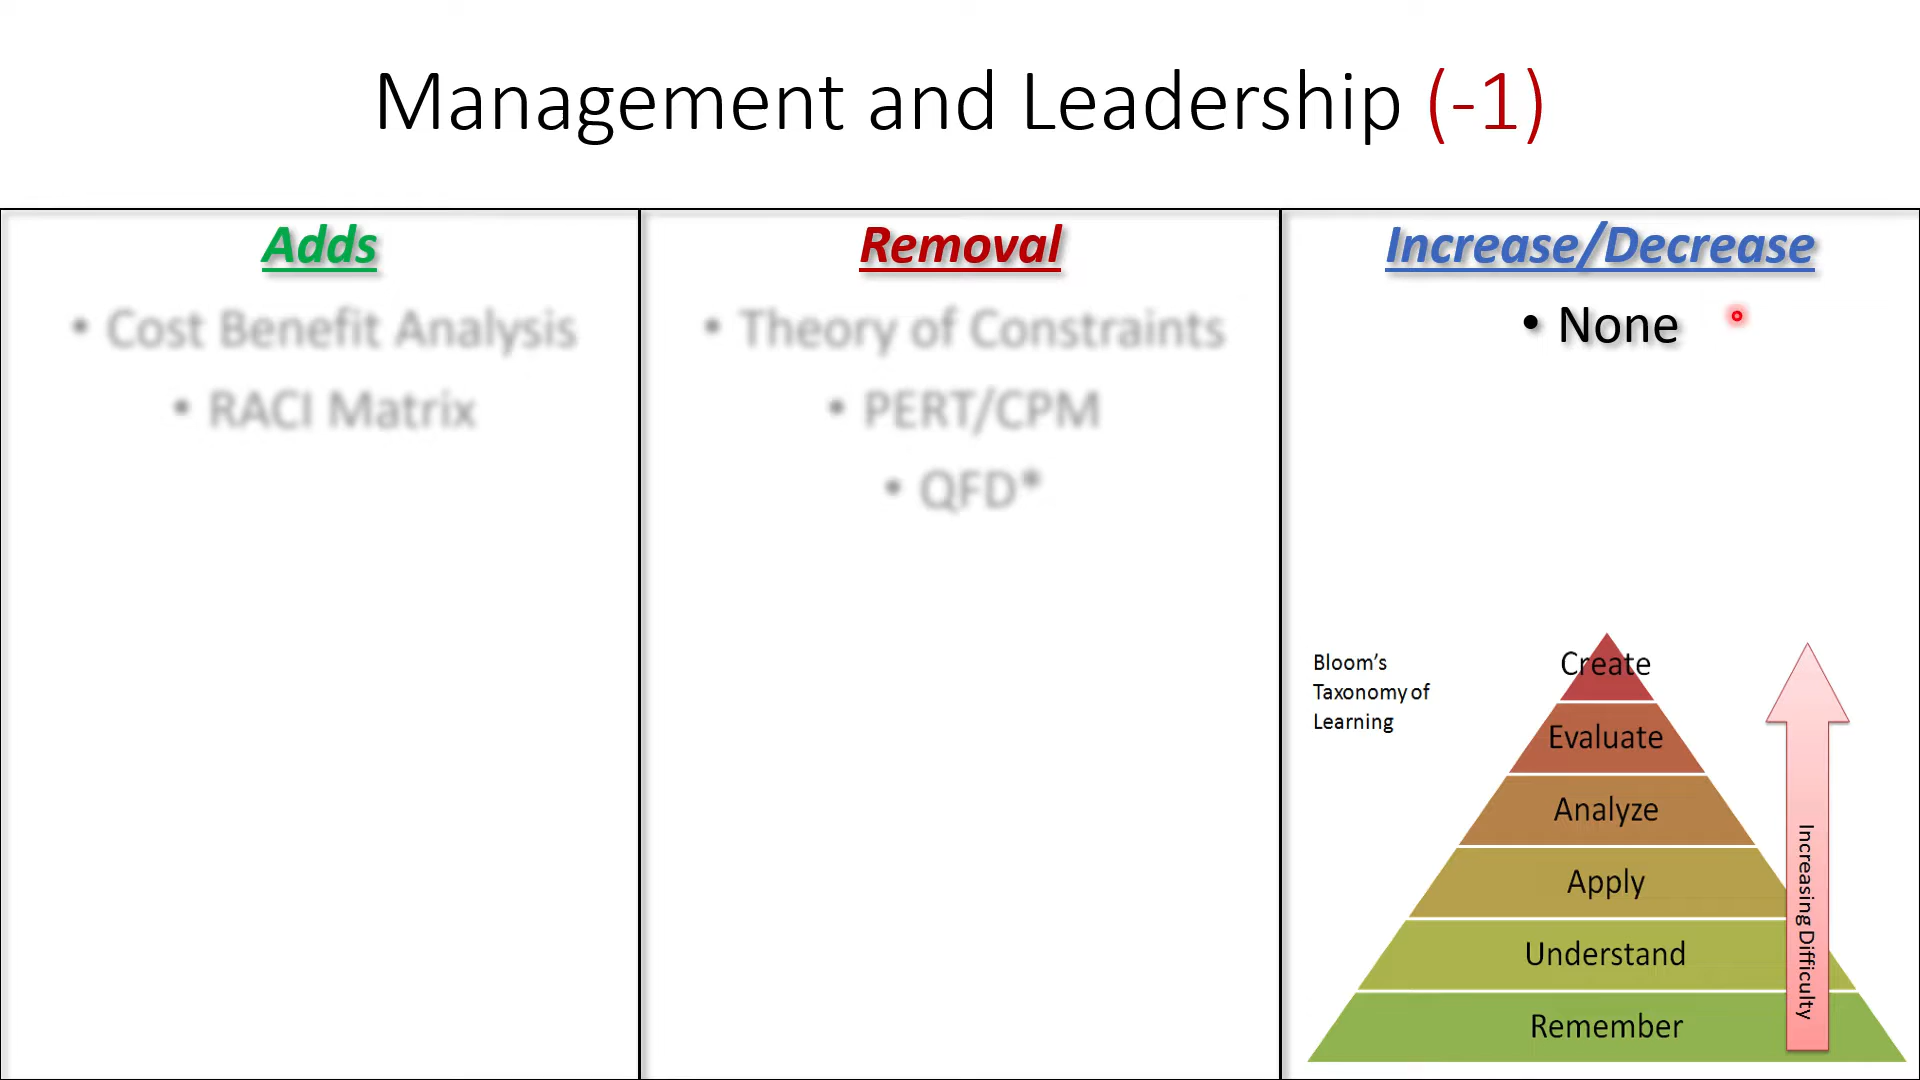 Management and Leadership (-1)
Adds
• Cost Benefit Analysis
• RACI Matrix
Removal
• Theory of Constraints
• PERT/CPM
• QFD*
Increase/Decrease
• None
Bloom’s
Taxonomy of
Learning
Create
Evaluate
Analyze
Apply
Understand
Remember
Increasing Difficulty